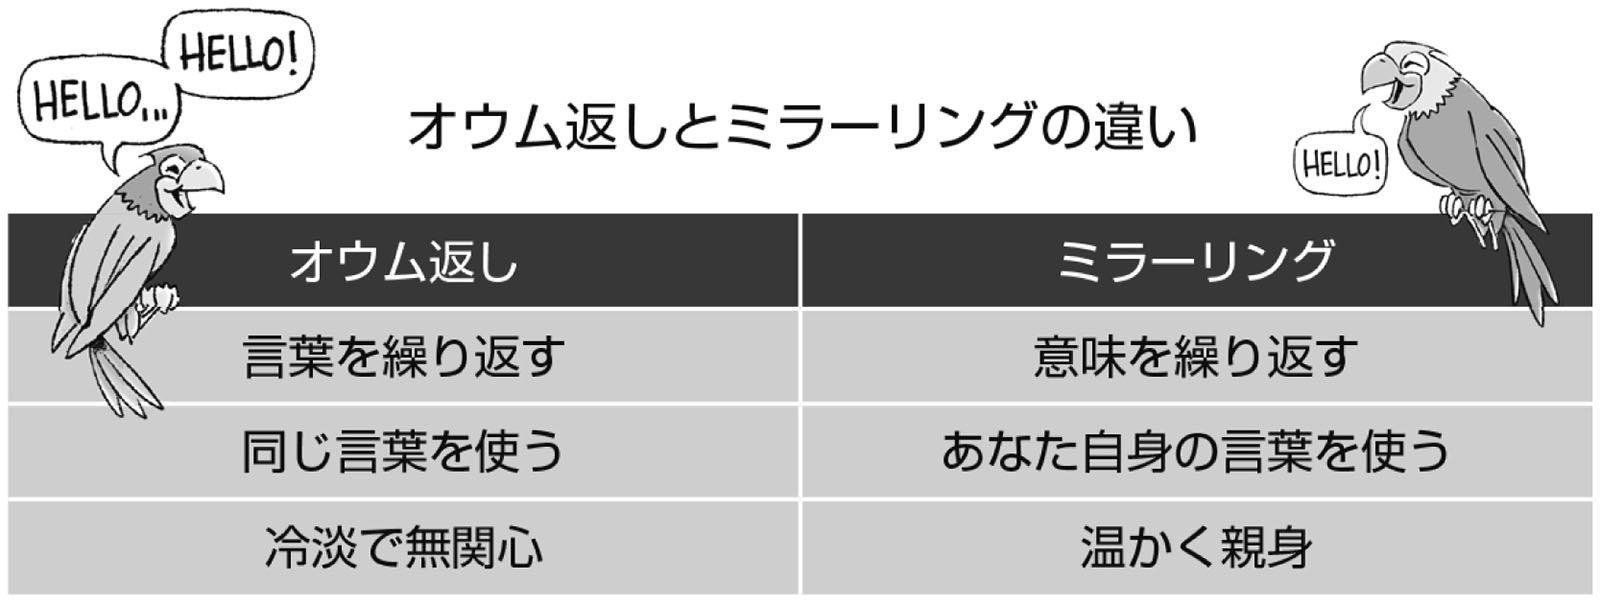 HELLO!
HELLO...
オウム返しとミラーリングの違い
HELLO!
オウム返し
ミラーリング
言葉を繰り返す
意味を繰り返す
同じ言葉を使う
あなた自身の言葉を使う
冷淡で無関心
温かく親身